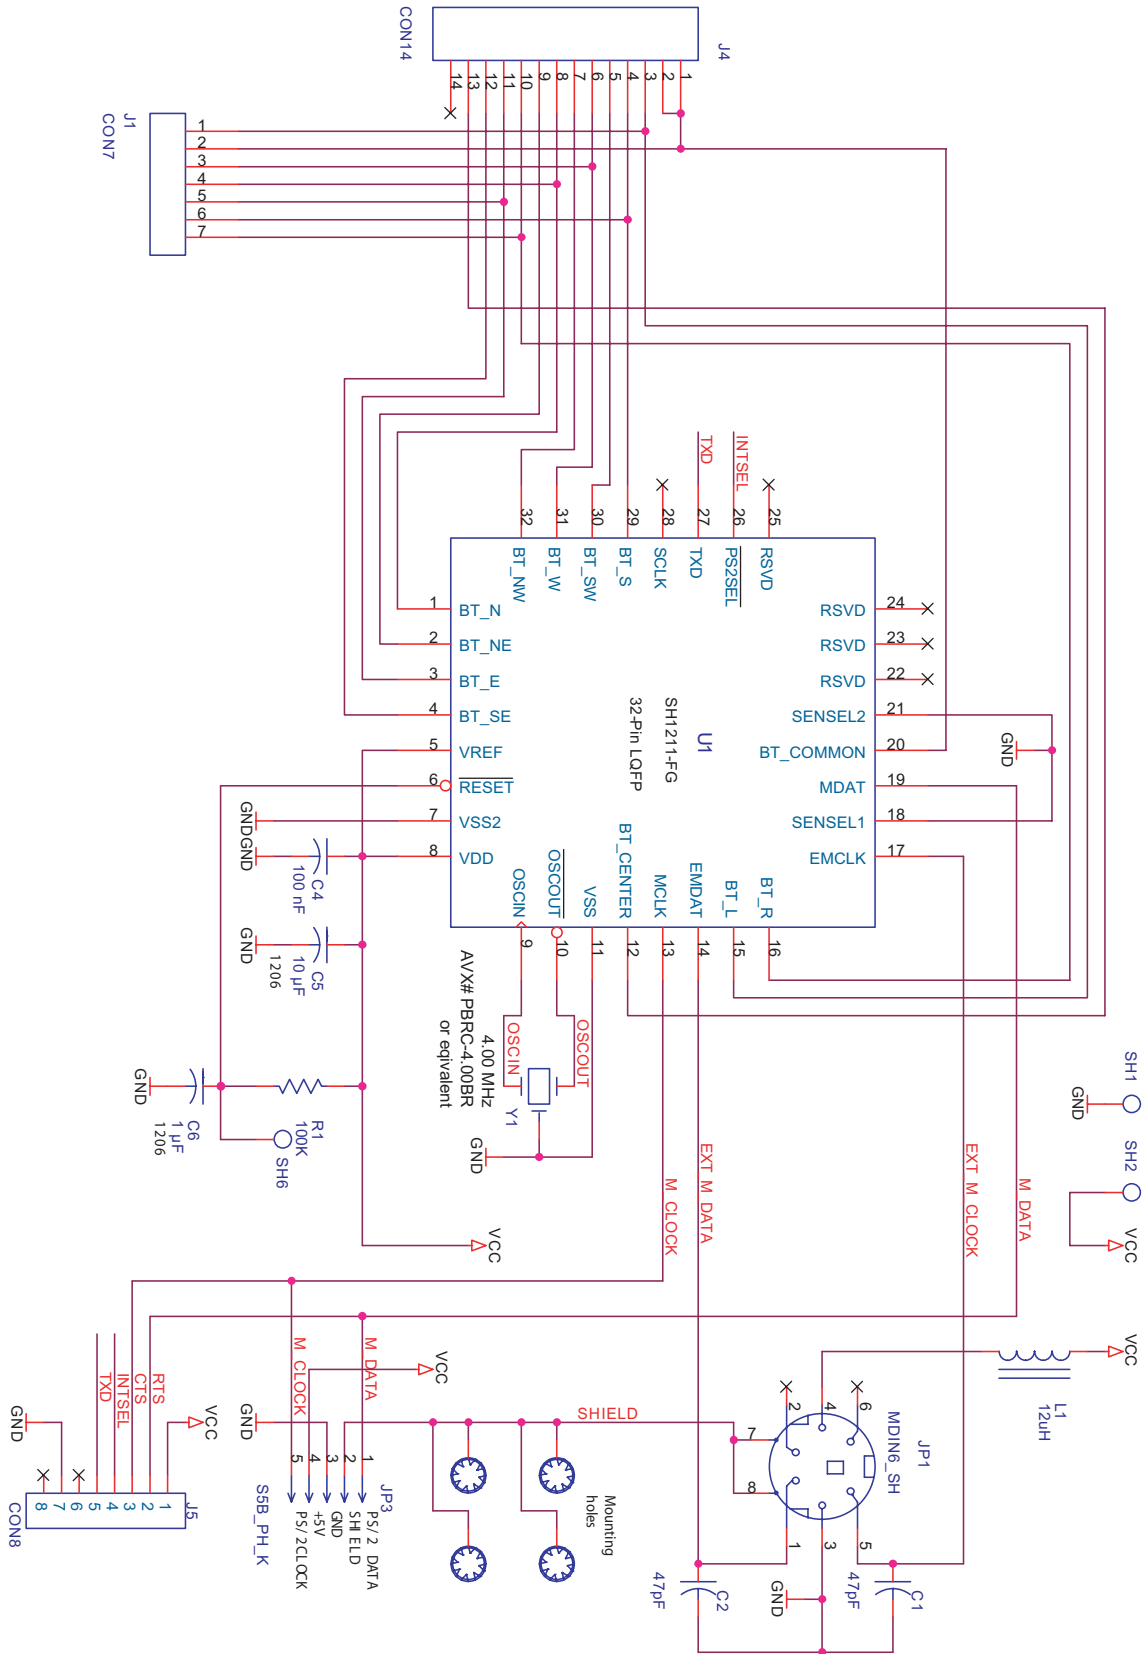 CON14
J4
14
13
12
11
10
9
8
7
6
5
4
3
2
1
J1
CON7
1
2
3
4
5
6
7
TXD
INTSEL
32
31
30
29
28
27
26
25
BT_NW
BT_W
BT_SW
BT_S
SCLK
TXD
PS2SEL
RSVD
1 BT_N
2 BT_NE
3 BT_E
4 BT_SE
5 VREF
6 RESET
7 VSS2
8 VDD
RSVD 24
RSVD 23
RSVD 22
SENSEL2 21
BT_COMMON 20
MDAT 19
SENSEL1 18
EMCLK 17
U1
SH1211-FG
32-Pin LQFP
GND
OSCIN
OSCOUT
VSS
BT_CENTER
MCLK
EMDAT
BT_L
BT_R
9
10
11
12
13
14
15
16
GND
GND
C4
100 nF
GND
C5
10 µF
1206
AVX# PBRC-4.00BR
or eqivalent
4.00 MHz
OSCIN
OSCOUT
Y1
GND
GND
C6
1 µF
1206
R1
100K
SH6
VCC
SH1
GND
SH2
VCC
M DATA
EXT M CLOCK
EXT M DATA
M CLOCK
VCC
L1
12uH
M DATA
M CLOCK
VCC
RTS
CTS
INTSEL
TXD
VCC
GND
GND
J5
CON8
8
7
6
5
4
3
2
1
5
4
3
2
1
JP3
S5B_PH_K
PS/2 DATA
SHIELD
GND
+5V
PS/2CLOCK
SHIELD
Mounting
holes
JP1
MDIN6_SH
2
4
6
7
8
1
3
5
C2
47pF
GND
C1
47pF